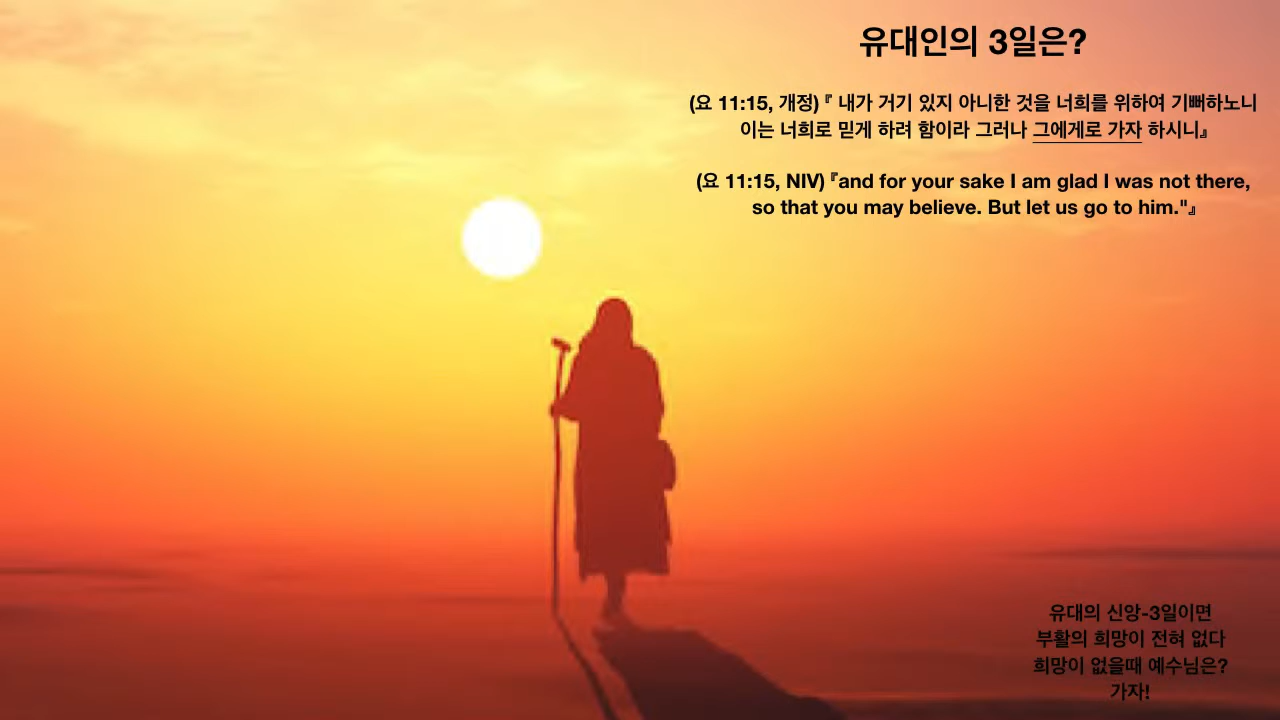 유대인의 3일은?
(요 11:15, 개정)『 내가 거기 있지 아니한 것을 너희를 위하여 기뻐하노니
이는 너희로 믿게 하려 함이라 그러나 그에게로 가자 하시니』
(요 11:15, NIV)『and for your sake I am glad I was not there,
so that you may believe. But let us go to him."』
유대의 신앙-3일이면
부활의 희망이 전혀 없다
희망이 없을때 예수님은?
가자!